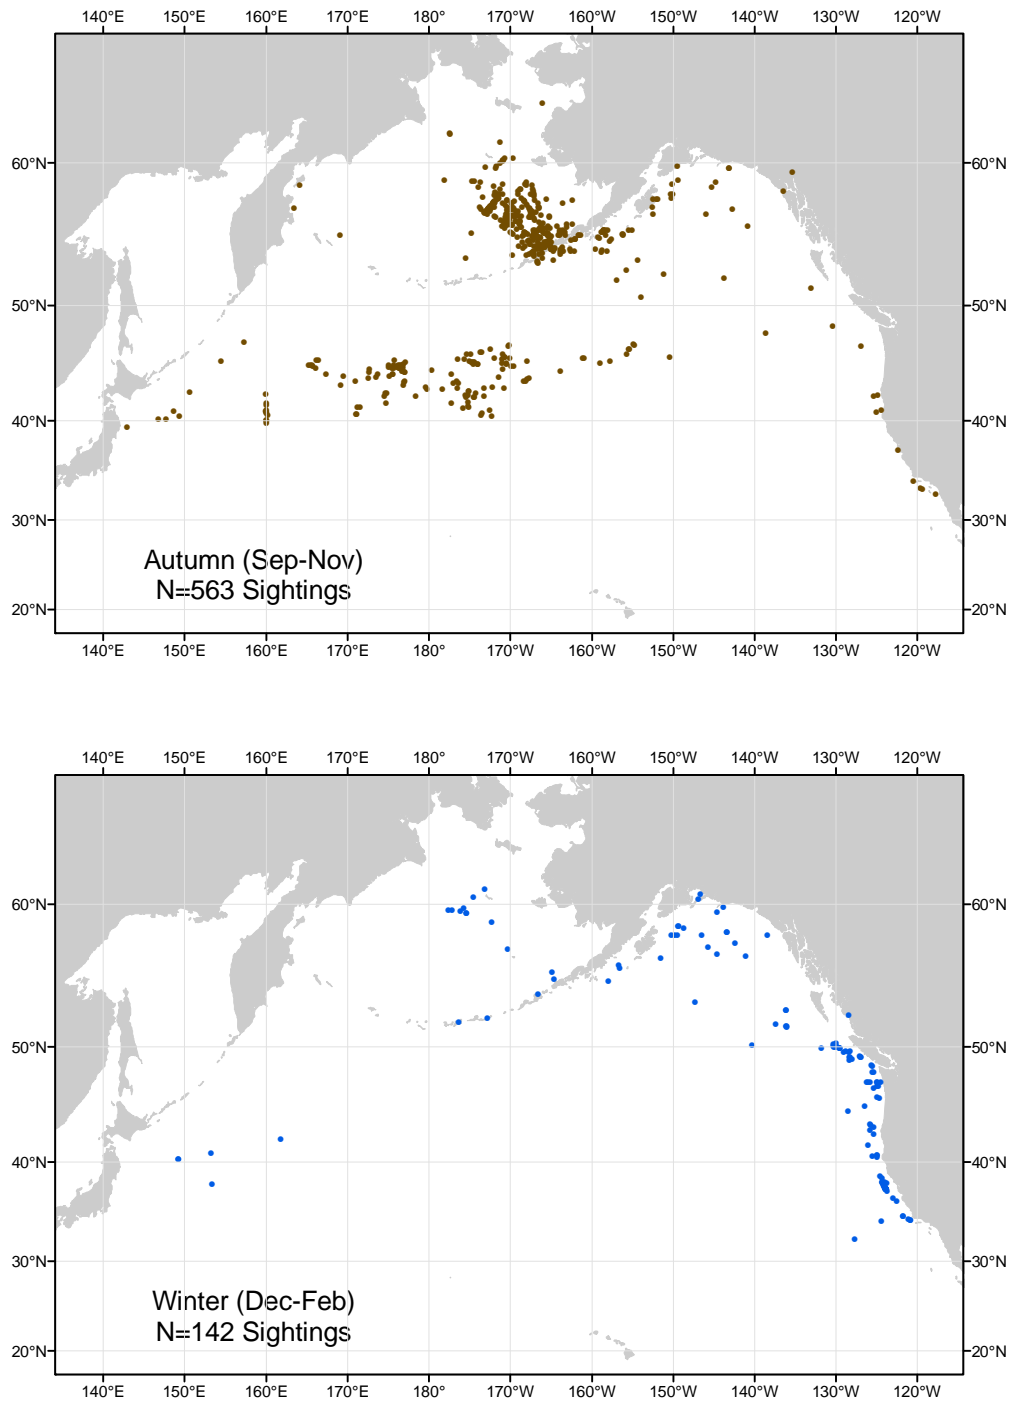 140°E 150°E 160°E 170°E 180° 170°W 160°W 150°W 140°W 130°W 120°W
60°N 60°N
50°N 50°N
40°N 40°N
30°N 30°N
Autumn (Sep-Nov)
N=563 Sightings
20°N 20°N
140°E 150°E 160°E 170°E 180° 170°W 160°W 150°W 140°W 130°W 120°W
140°E 150°E 160°E 170°E 180° 170°W 160°W 150°W 140°W 130°W 120°W
60°N 60°N
50°N 50°N
40°N 40°N
30°N 30°N
Winter (Dec-Feb)
N=142 Sightings
20°N 20°N
140°E 150°E 160°E 170°E 180° 170°W 160°W 150°W 140°W 130°W 120°W